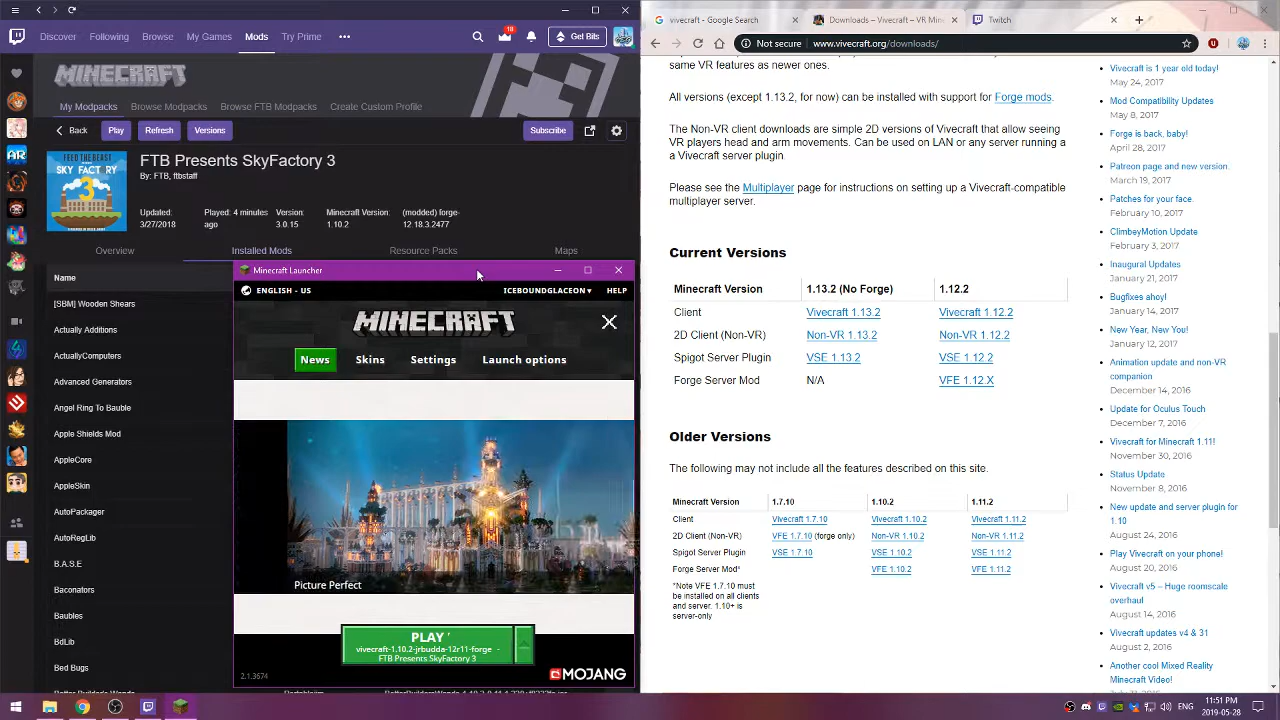 Discover
Following
Browse
My Games
Mods
Try Prime
18
Get Bits
MINECRAFT
My Modpacks
Browse Modpacks
Browse FTB Modpacks
Create Custom Profile
Back
Play
Refresh
Versions
Subscribe
FEED THE BEAST
SKY FACTORY
3
FTB Presents SkyFactory 3
By: FTB, ftbstaff
Updated:
3/27/2018
Played: 4 minutes
ago
Version:
3.0.15
Minecraft Version:
1.10.2
(modded) forge-
12.18.3.2477
Overview
Installed Mods
Resource Packs
Maps
Name
[SBM] Wooden Shears
Actually Additions
ActuallyComputers
Advanced Generators
Angel Ring To Bauble
Apple Shields Mod
AppleCore
AppleSkin
AutoPackager
AutoRegLib
B.A.S.E
Baconators
Baubles
BdLib
Bed Bugs
Minecraft Launcher
ENGLISH - US
ICEBOUNDGLACEON
HELP
MINECRAFT
News
Skins
Settings
Launch options
Picture Perfect
PLAY
vivecraft-1.10.2-jrbudda-12r11-forge -
FTB Presents SkyFactory 3
2.1.3674
MOJANG
vivecraft - Google Search
Downloads – Vivecraft – VR Min
Twitch
Not secure
www.vivecraft.org/downloads/
same VR features as newer ones.
All versions (except 1.13.2, for now) can be installed with support for Forge mods.
The Non-VR client downloads are simple 2D versions of Vivecraft that allow seeing
VR players head and arm movements. Can be used on LAN or any server running a
a Vivecraft server plugin.
Please see the Multiplayer page for instructions on setting up a Vivecraft-compatible
multiplayer server.
Current Versions
Minecraft Version 1.13.2 (No Forge) 1.12.2
Client Vivecraft 1.13.2 Vivecraft 1.12.2
2D Client (Non-VR) Non-VR 1.13.2 Non-VR 1.12.2
Spigot Server Plugin VSE 1.13.2 VSE 1.12.2
Forge Server Mod N/A VFE 1.12.X
Older Versions
The following may not include all the features described on this site.
Minecraft Version 1.7.10 1.10.2 1.11.2
Client Vivecraft 1.7.10 Vivecraft 1.10.2 Vivecraft 1.11.2
2D Client (Non-VR) VFE 1.7.10 (forge only) Non-VR 1.10.2 Non-VR 1.11.2
Spigot Server Plugin VSE 1.7.10 VSE 1.10.2 VSE 1.11.2
Forge Server Mod* VFE 1.10.2 VFE 1.11.2
*Note VFE 1.7.10 must
be installed on all clients
and server. 1.10+ is
server-only
Vivecraft is 1 year old today!
May 24, 2017
Mod Compatibility Updates
May 8, 2017
Forge is back, baby!
April 28, 2017
Patreon page and new version.
March 19, 2017
Patches for your face.
February 10, 2017
ClimbeyMotion Update
February 3, 2017
Inaugural Updates
January 21, 2017
Bugfixes ahoy!
January 14, 2017
New Year, New You!
January 12, 2017
Animation update and non-VR
companion
December 14, 2016
Update for Oculus Touch
December 7, 2016
Vivecraft for Minecraft 1.11!
November 30, 2016
Status Update
November 8, 2016
New update and server plugin for
1.10
August 24, 2016
Play Vivecraft on your phone!
August 20, 2016
Vivecraft v5 – Huge roomscale
overhaul
August 14, 2016
Vivecraft updates v4 & 31
August 2, 2016
Another cool Mixed Reality
Minecraft Video!
ENG
11:51 PM
2019-05-28